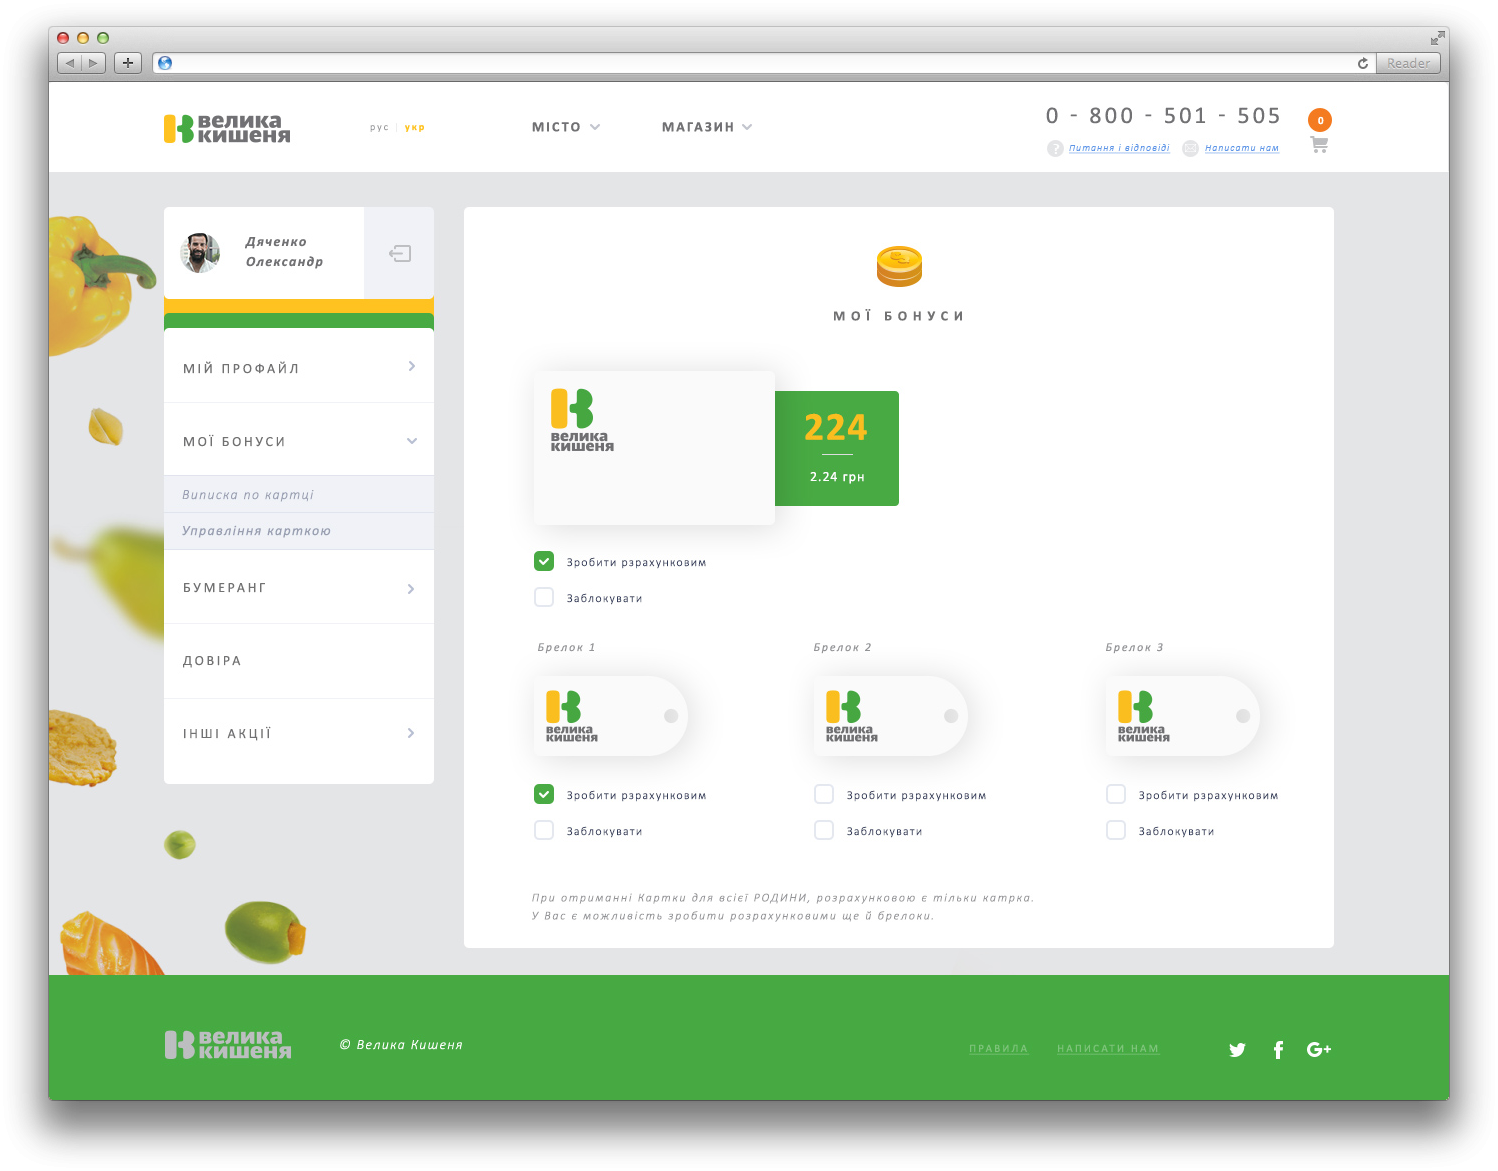 Reader
велика
кишеня
рус | укр
МІСТО
МАГАЗИН
0 - 800 - 501 - 505
? Питання і відповіді
Написати нам
0
Дяченко
Олександр
МІЙ ПРОФАЙЛ
МОЇ БОНУСИ
Виписка по картці
Управління карткою
БУМЕРАНГ
ДОВІРА
ІНШІ АКЦІЇ
МОЇ БОНУСИ
велика
кишеня
224
2.24 грн
Зробити рзрахунковим
Заблокувати
Брелок 1
Брелок 2
Брелок 3
велика
кишеня
велика
кишеня
велика
кишеня
Зробити рзрахунковим
Зробити рзрахунковим
Зробити рзрахунковим
Заблокувати
Заблокувати
Заблокувати
При отриманні Картки для всієї РОДИНИ, розрахунковою є тільки катрка.
У Вас є можливість зробити розрахунковими ще й брелоки.
велика
кишеня
© Велика Кишеня
ПРАВИЛА
НАПИСАТИ НАМ
G+